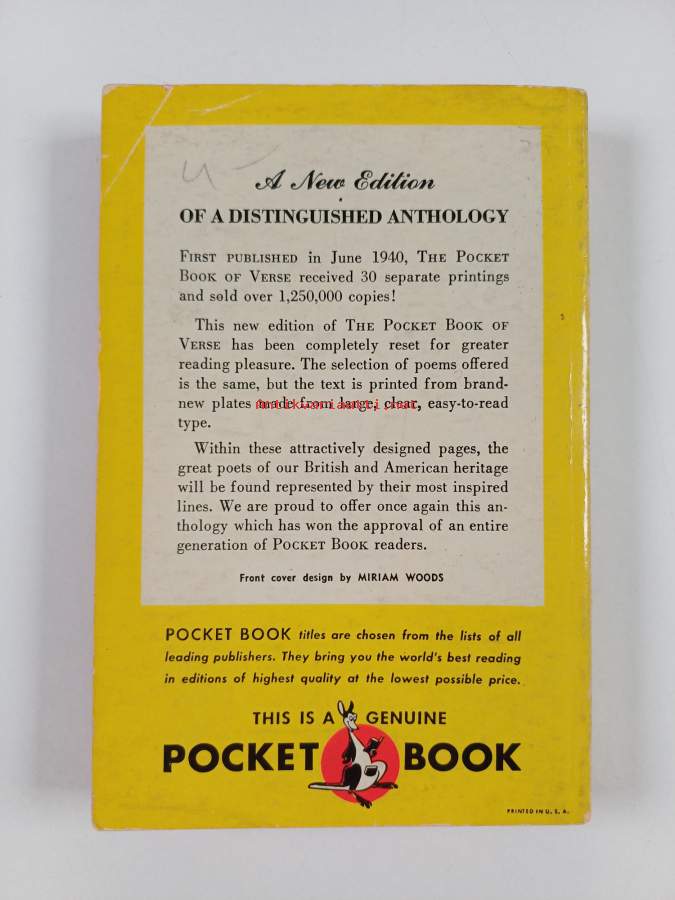 A New Edition
OF A DISTINGUISHED ANTHOLOGY
FIRST PUBLISHED in June 1940, THE POCKET
BOOK OF VERSE received 30 separate printings
and sold over 1,250,000 copies!
This new edition of THE POCKET BOOK OF
VERSE has been completely reset for greater
reading pleasure. The selection of poems offered
is the same, but the text is printed from brand-
new plates made from large, clear, easy-to-read
type.
antikvariaatti.net
Within these attractively designed pages, the
great poets of our British and American heritage
will be found represented by their most inspired
lines. We are proud to offer once again this an-
thology which has won the approval of an entire
generation of POCKET BOOK readers.
Front cover design by MIRIAM WOODS
POCKET BOOK titles are chosen from the lists of all
leading publishers. They bring you the world's best reading
in editions of highest quality at the lowest possible price.
THIS IS A GENUINE
POCKET BOOK
PRINTED IN U. S. A.